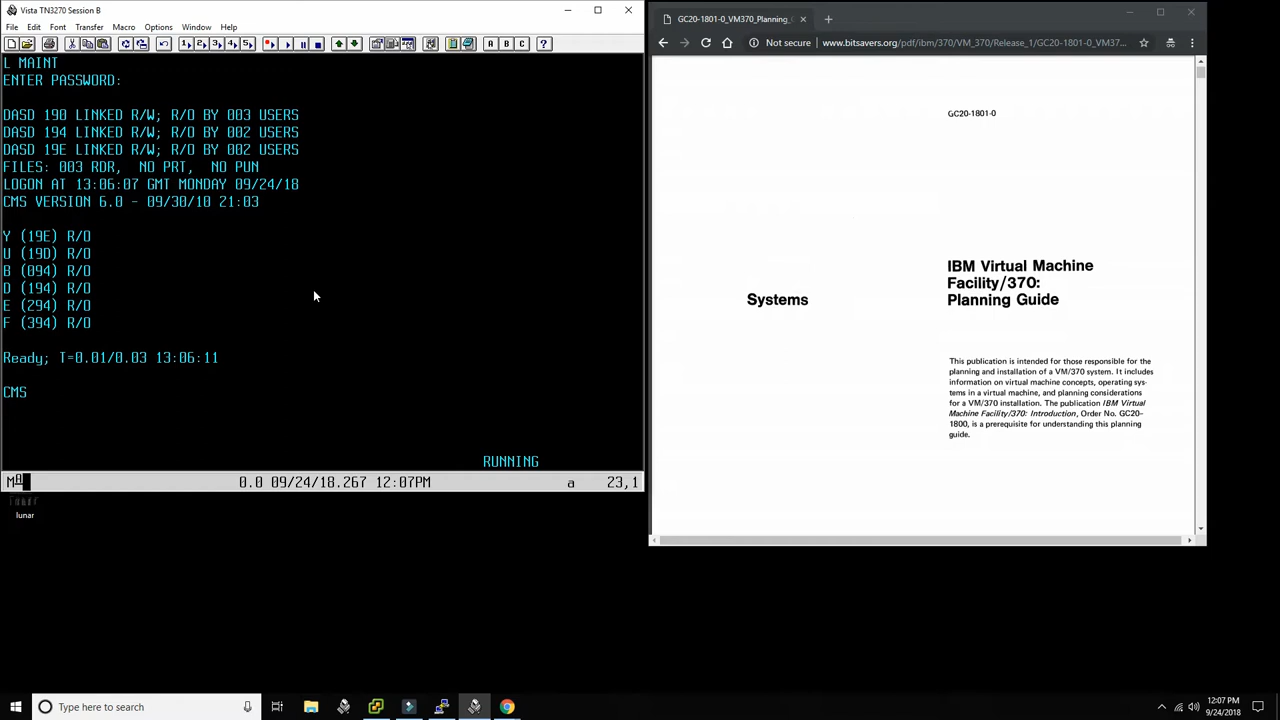 Vista TN3270 Session B
File Edit Font Transfer Macro Options Window Help
1 2 3 4 5 A B C ?
L MAINT
ENTER PASSWORD:
DASD 190 LINKED R/W; R/O BY 003 USERS
DASD 194 LINKED R/W; R/O BY 002 USERS
DASD 19E LINKED R/W; R/O BY 002 USERS
FILES: 003 RDR, NO PRT, NO PUN
LOGON AT 13:06:07 GMT MONDAY 09/24/18
CMS VERSION 6.0 - 09/30/10 21:03
Y (19E) R/O
U (19D) R/O
B (094) R/O
D (194) R/O
E (294) R/O
F (394) R/O
Ready; T=0.01/0.03 13:06:11
CMS
RUNNING
0.0 09/24/18.267 12:07PM a 23,1
lunar
GC20-1801-0_VM370_Planning_
Not secure www.bitsavers.org/pdf/ibm/370/VM_370/Release_1/GC20-1801-0_VM37...
GC20-1801-0
Systems
IBM Virtual Machine
Facility/370:
Planning Guide
This publication is intended for those responsible for the
planning and installation of a VM/370 system. It includes
information on virtual machine concepts, operating sys-
tems in a virtual machine, and planning considerations
for a VM/370 installation. The publication IBM Virtual
Machine Facility/370: Introduction, Order No. GC20-
1800, is a prerequisite for understanding this planning
guide.
Type here to search
12:07 PM
9/24/2018